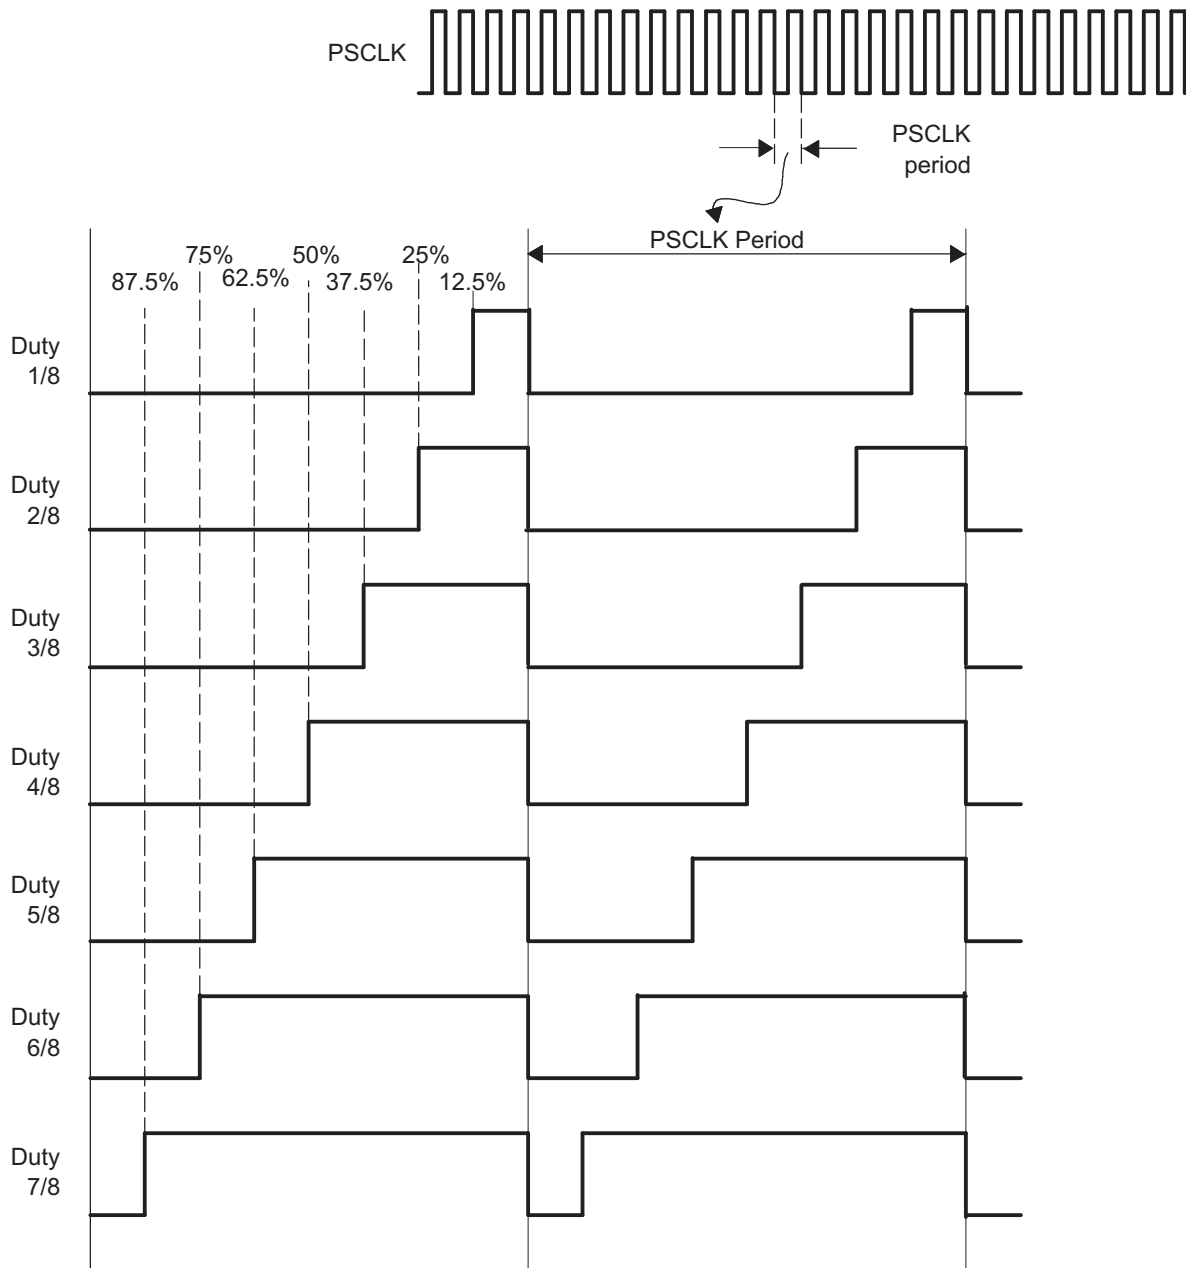 PSCLK
PSCLK
period
PSCLK Period
75%
50%
25%
87.5%
62.5%
37.5%
12.5%
Duty
1/8
Duty
2/8
Duty
3/8
Duty
4/8
Duty
5/8
Duty
6/8
Duty
7/8